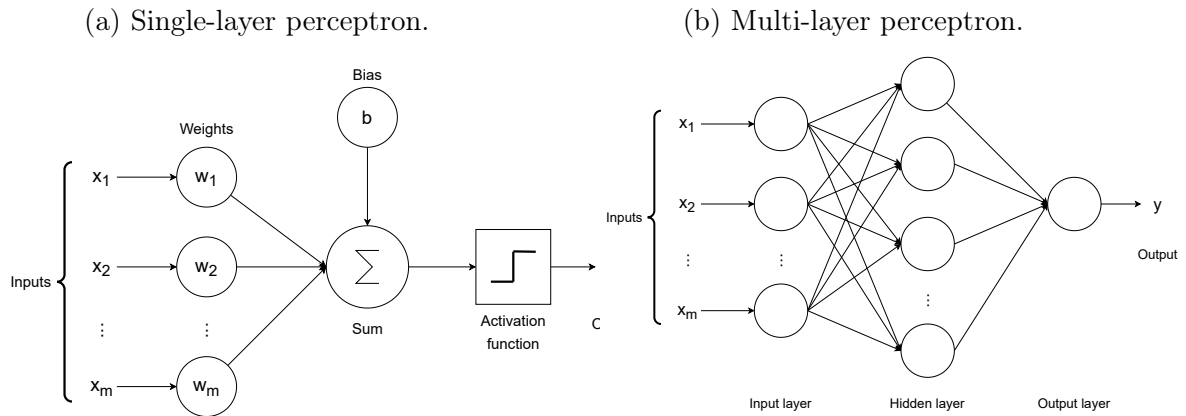 (a) Single-layer perceptron.
Bias
b
Weights
Inputs
x1
w1
x2
w2
⋮ ⋮
xm
wm
Σ
Sum
Activation
function
(b) Multi-layer perceptron.
Inputs
x1
x2
⋮ ⋮
xm
⋮
y
Output
Input layer
Hidden layer
Output layer